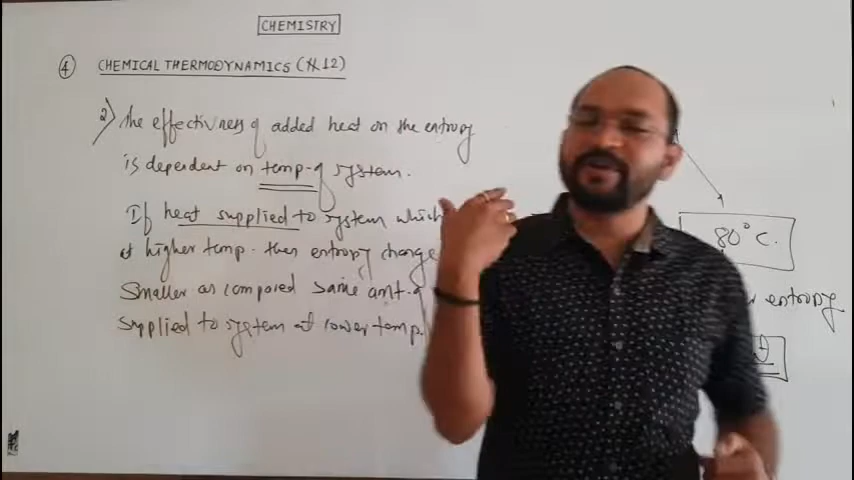 CHEMISTRY
4 CHEMICAL THERMODYNAMICS (#12)
2) The effectiveness of added heat on the entropy
is dependent on temp. of system.
If heat supplied to system which
at higher temp. then entropy change
smaller as compared same amt. of
supplied to system at lower temp.
80°C.
entropy